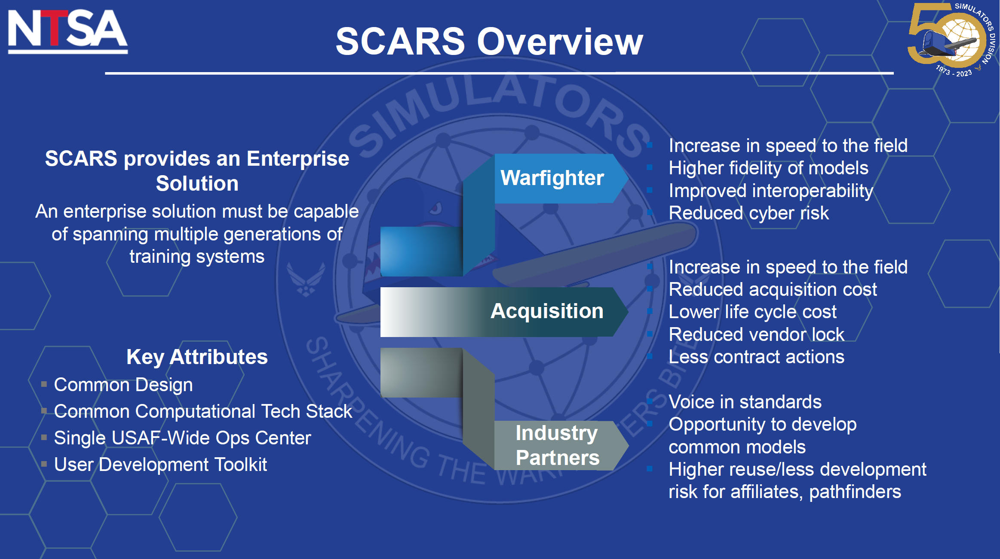 NTSA
SCARS Overview
SIMULATORS DIVISION
1973 - 2023
SIMULATORS
SCARS provides an Enterprise
Solution
An enterprise solution must be capable
of spanning multiple generations of
training systems
Key Attributes
Common Design
Common Computational Tech Stack
Single USAF-Wide Ops Center
User Development Toolkit
Warfighter
Increase in speed to the field
Higher fidelity of models
Improved interoperability
Reduced cyber risk
Acquisition
Increase in speed to the field
Reduced acquisition cost
Lower life cycle cost
Reduced vendor lock
Less contract actions
Industry
Partners
Voice in standards
Opportunity to develop
common models
Higher reuse/less development
risk for affiliates, pathfinders
SHARPENING THE WARFIGHTERS BITE